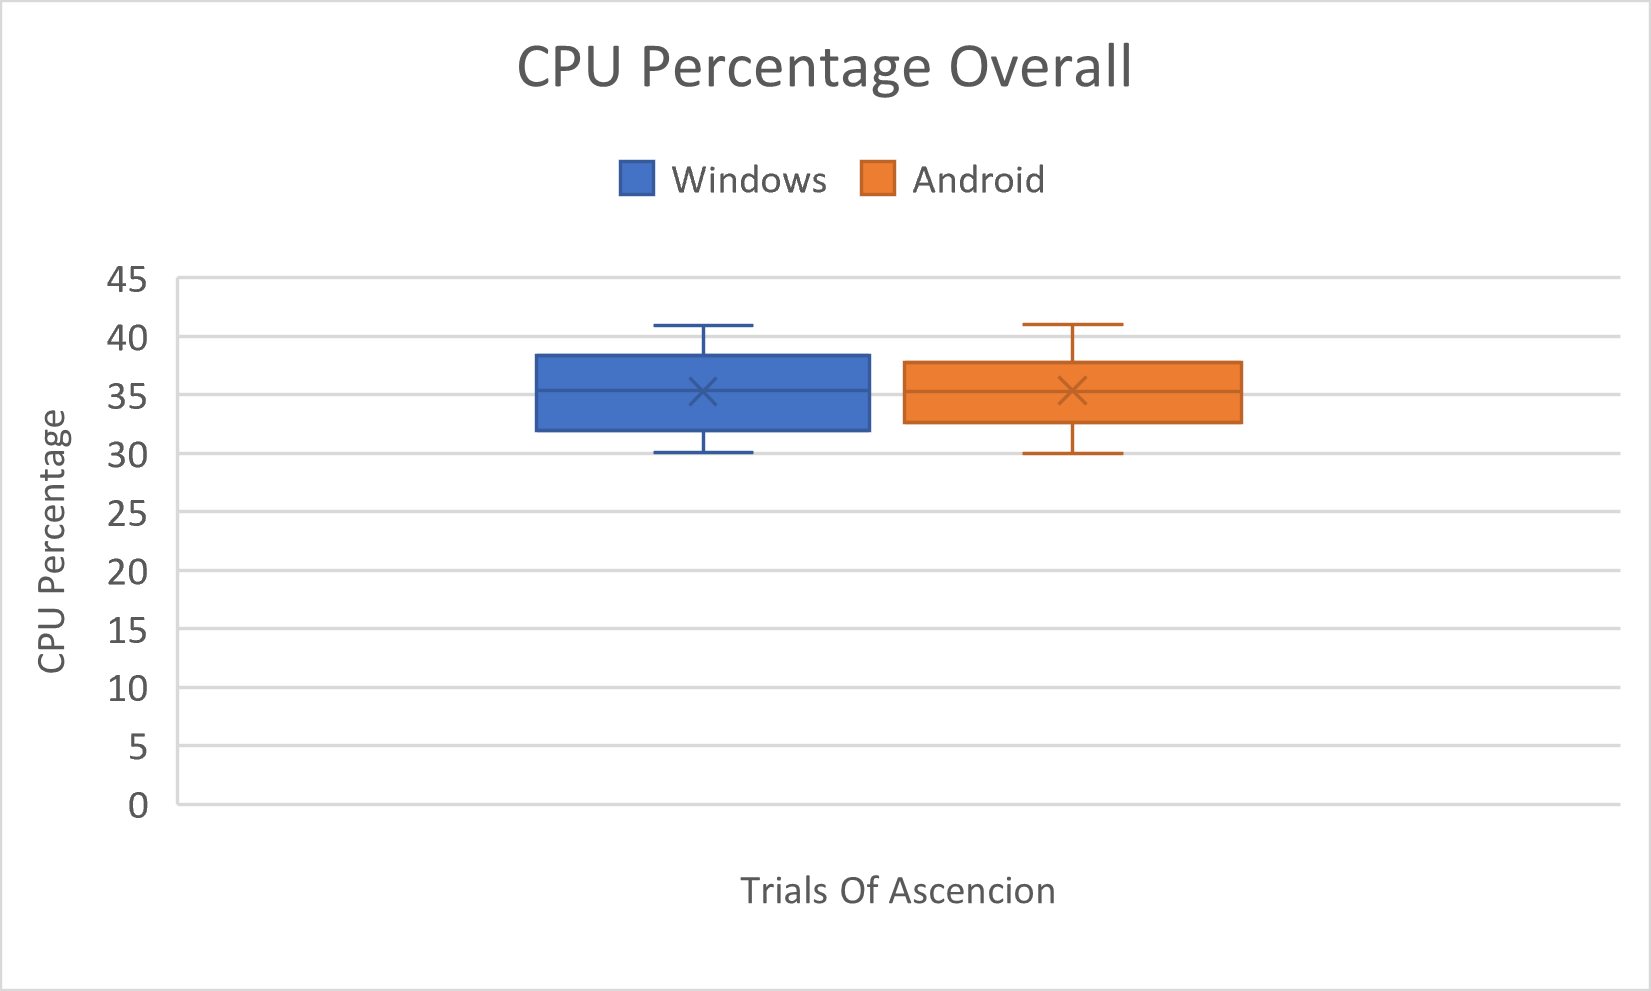 CPU Percentage Overall
Windows Android
45
40
35
30
25
20
15
10
5
0
CPU Percentage
Trials Of Ascencion